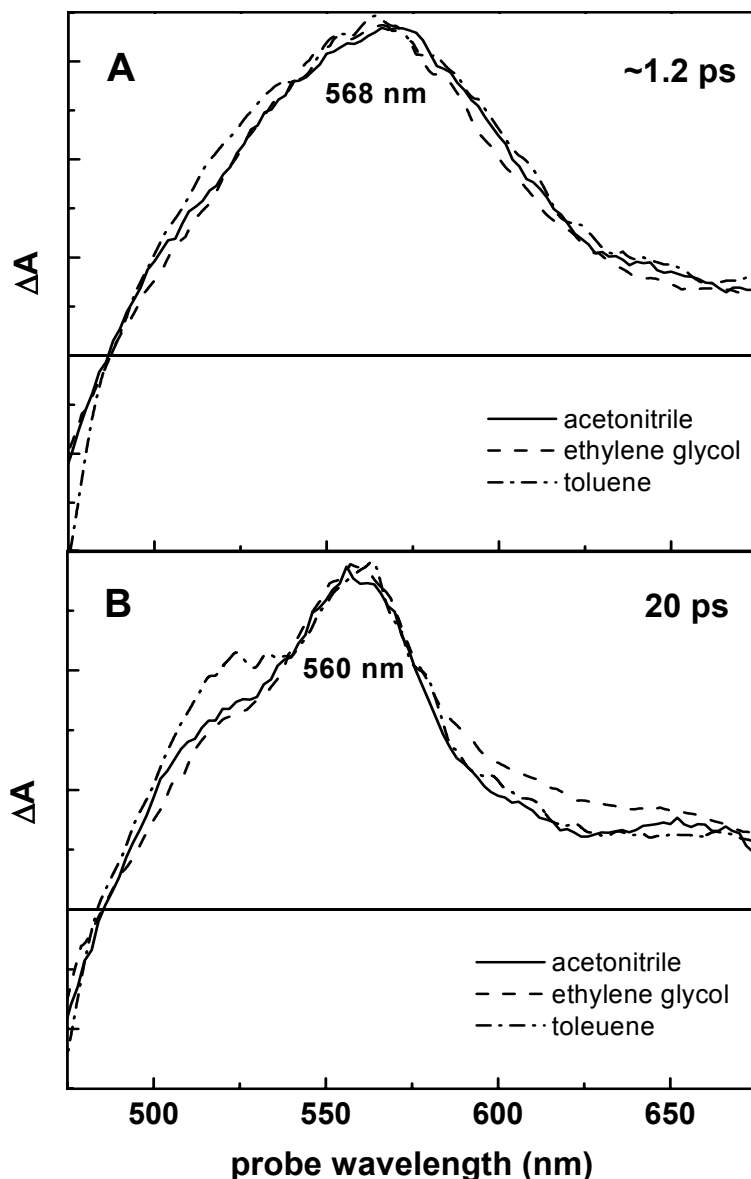 A
~1.2 ps
568 nm
ΔA
acetonitrile
ethylene glycol
toluene
B
20 ps
560 nm
ΔA
acetonitrile
ethylene glycol
toleuene
500 550 600 650
probe wavelength (nm)